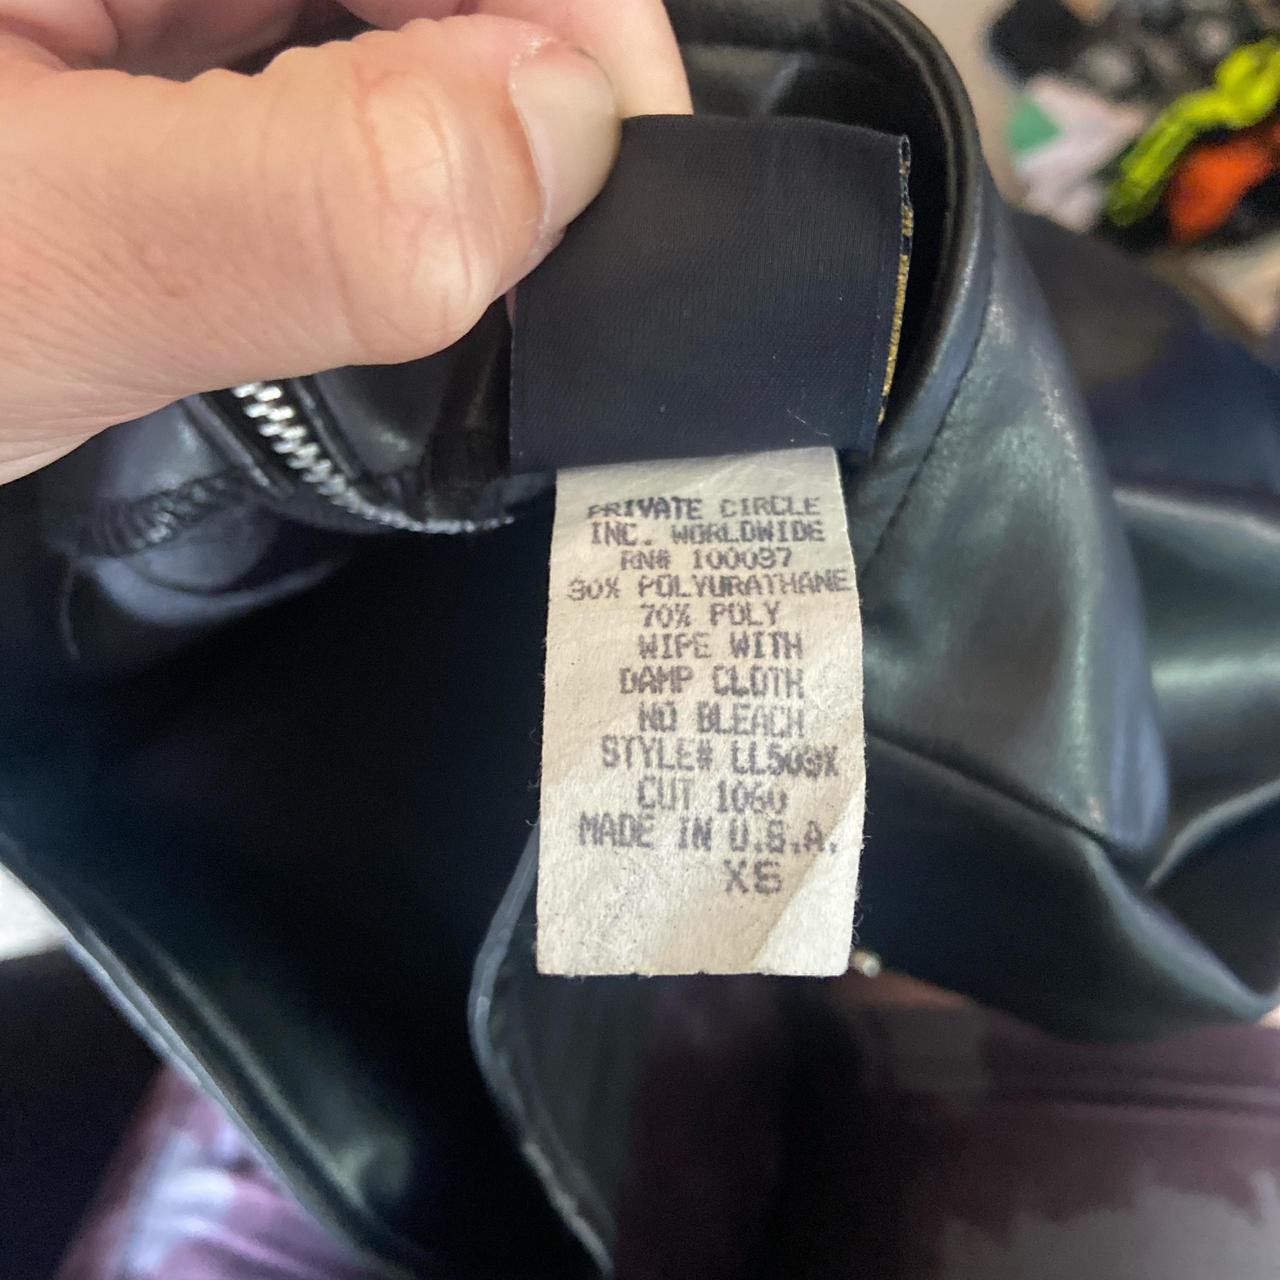 PRIVATE CIRCLE
INC. WORLDWIDE
RN# 100097
30% POLYURATHANE
70% POLY
WIPE WITH
DAMP CLOTH
NO BLEACH
STYLE#
CUT 1060
MADE IN U.S.A.
XS